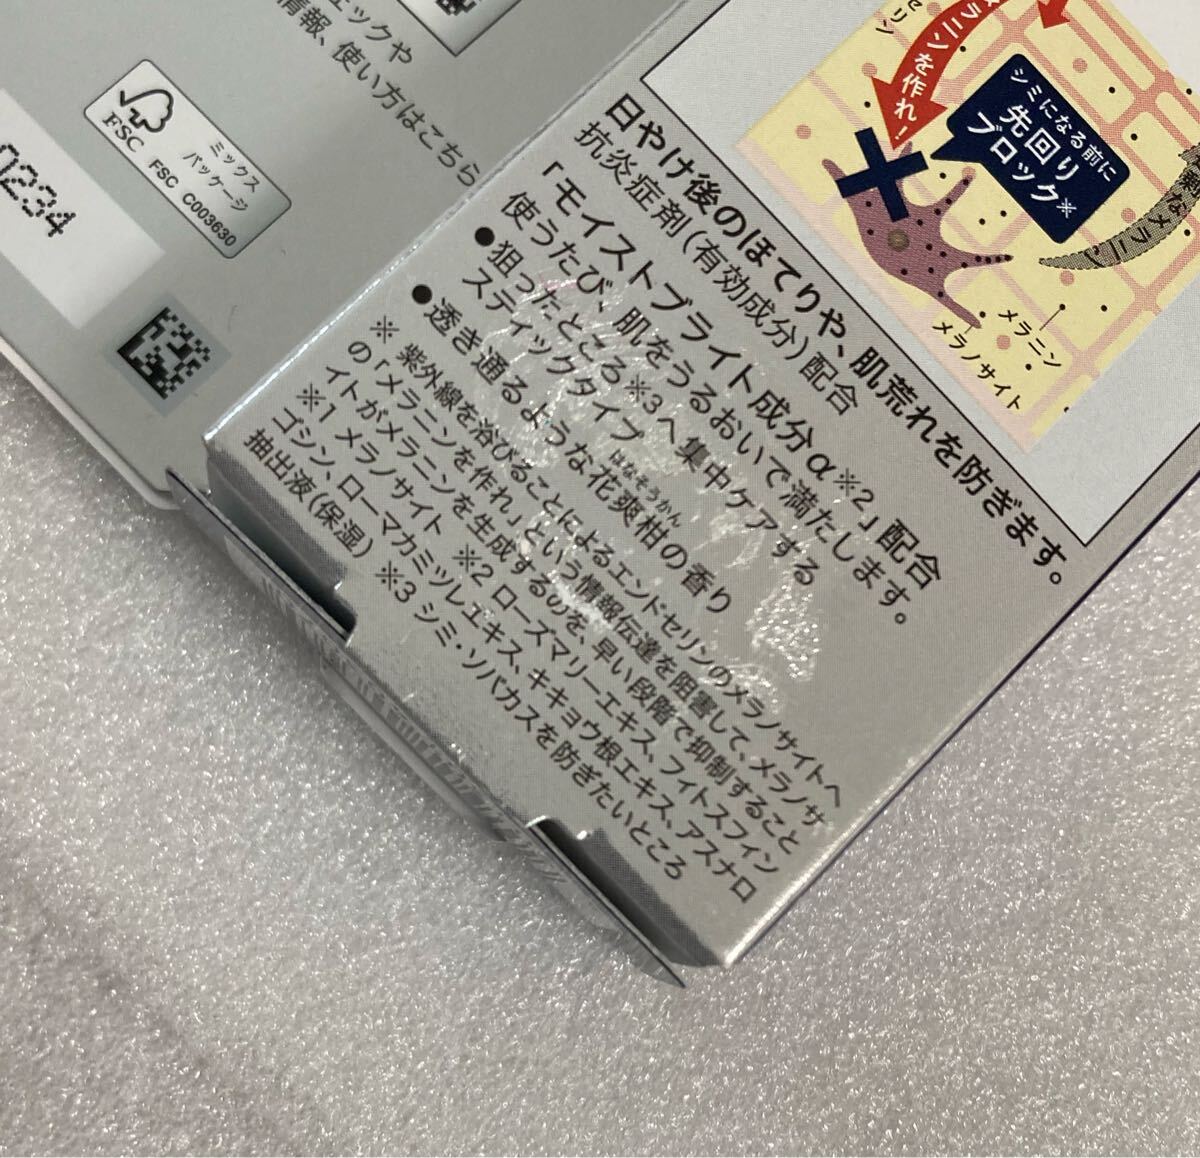 ェックや
情報、使い方はこちら
FSC
ミックス
パッケージ
FSC C003630
0234
セリン
メラニンを作れ！
シミになる前に
先回り
ブロック※
なメラニン
メラニン
メラノサイト
日やけ後のほてりや、肌荒れを防ぎます。
抗炎症剤（有効成分）配合
「モイストブライト成分α※2」配合
使うたび、肌をうるおいで満たします。
●狙ったところ※3へ集中ケアする
スティックタイプ
●透き通るような花爽柑の香り
はなそうかん
※ 紫外線を浴びることによるエンドセリンのメラノサイトへ
の「メラニンを作れ」という情報伝達を阻害して、メラノサ
イトがメラニンを生成するのを、早い段階で抑制すること
※1 メラノサイト ※2 ローズマリーエキス、フィトスフィン
ゴシン、ローマカミツレエキス、キキョウ根エキス、アスナロ
抽出液（保湿） ※3 シミ・ソバカスを防ぎたいところ